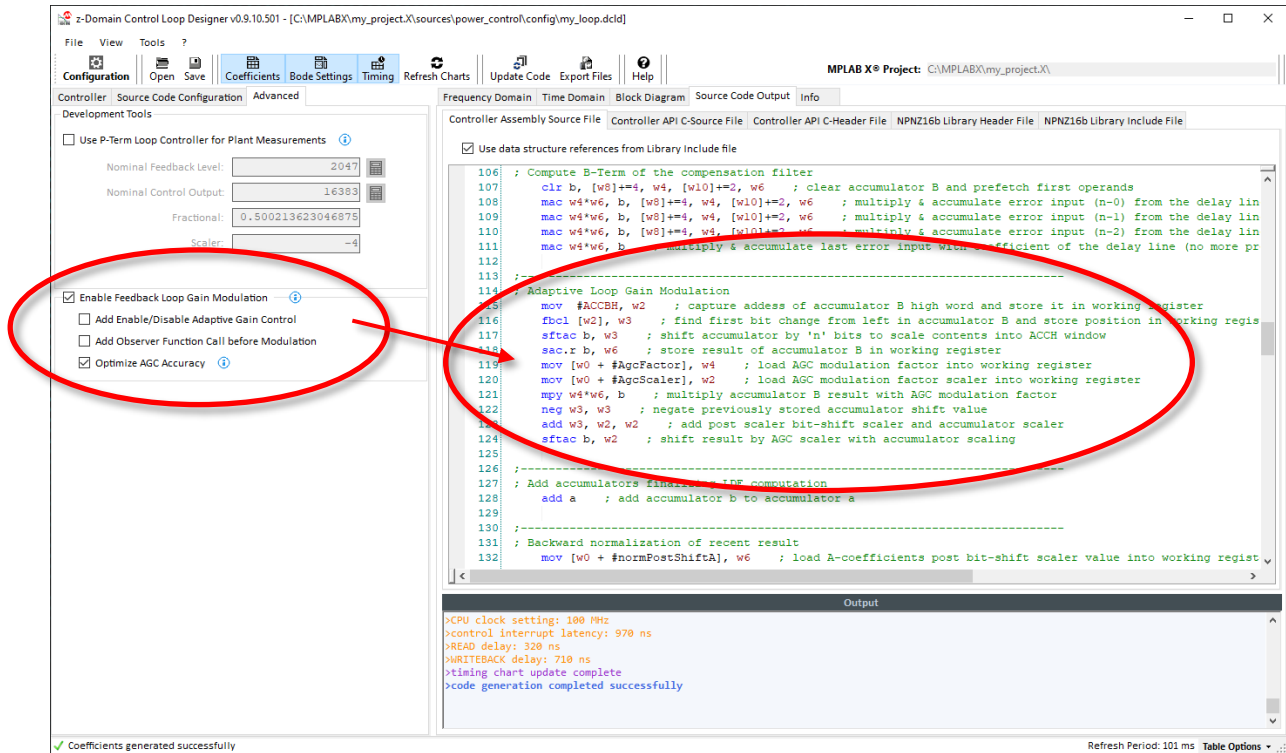 z-Domain Control Loop Designer v0.9.10.501 - [C:\MPLABX\my_project.X\sources\power_control\config\my_loop.dcld]
File View Tools ?
Configuration Open Save Coefficients Bode Settings Timing Refresh Charts Update Code Export Files Help MPLAB X® Project: C:\MPLABX\my_project.X\
Controller Source Code Configuration Advanced
Development Tools
Use P-Term Loop Controller for Plant Measurements
Nominal Feedback Level: 2047
Nominal Control Output: 16383
Fractional: 0.500213623046875
Scaler: -4
Enable Feedback Loop Gain Modulation
Add Enable/Disable Adaptive Gain Control
Add Observer Function Call before Modulation
Optimize AGC Accuracy
Frequency Domain Time Domain Block Diagram Source Code Output Info
Controller Assembly Source File Controller API C-Source File Controller API C-Header File NPNZ16b Library Header File NPNZ16b Library Include File
Use data structure references from Library Include file
106 ; Compute B-Term of the compensation filter
107 clr b, [w8]+=4, w4, [w10]+=2, w6 ; clear accumulator B and prefetch first operands
108 mac w4*w6, b, [w8]+=4, w4, [w10]+=2, w6 ; multiply & accumulate error input (n-0) from the delay lin
109 mac w4*w6, b, [w8]+=4, w4, [w10]+=2, w6 ; multiply & accumulate error input (n-1) from the delay lin
110 mac w4*w6, b, [w8]+=4, w4, [w10]+=2, w6 ; multiply & accumulate error input (n-2) from the delay lin
111 mac w4*w6, b ; multiply & accumulate last error input with coefficient of the delay line (no more pr
112
113 ;------------------------------------------------------------------
114 ; Adaptive Loop Gain Modulation
115 mov #ACCBH, w2 ; capture addess of accumulator B high word and store it in working register
116 fbcl [w2], w3 ; find first bit change from left in accumulator B and store position in working regis
117 sftac b, w3 ; shift accumulator by 'n' bits to scale contents into ACCH window
118 sac.r b, w6 ; store result of accumulator B in working register
119 mov [w0 + #AgcFactor], w4 ; load AGC modulation factor into working register
120 mov [w0 + #AgcScaler], w2 ; load AGC modulation factor scaler into working register
121 mpy w4*w6, b ; multiply accumulator B result with AGC modulation factor
122 neg w3, w3 ; negate previously stored accumulator shift value
123 add w3, w2, w2 ; add post scaler bit-shift scaler and accumulator scaler
124 sftac b, w2 ; shift result by AGC scaler with accumulator scaling
125
126 ;------------------------------------------------------------------
127 ; Add accumulators finalizing LDE computation
128 add a ; add accumulator b to accumulator a
129
130 ;------------------------------------------------------------------
131 ; Backward normalization of recent result
132 mov [w0 + #normPostShiftA], w6 ; load A-coefficients post bit-shift scaler value into working regist
Output
>CPU clock setting: 100 MHz
>control interrupt latency: 970 ns
>READ delay: 320 ns
>WRITEBACK delay: 710 ns
>timing chart update complete
>code generation completed successfully
Coefficients generated successfully
Refresh Period: 101 ms Table Options